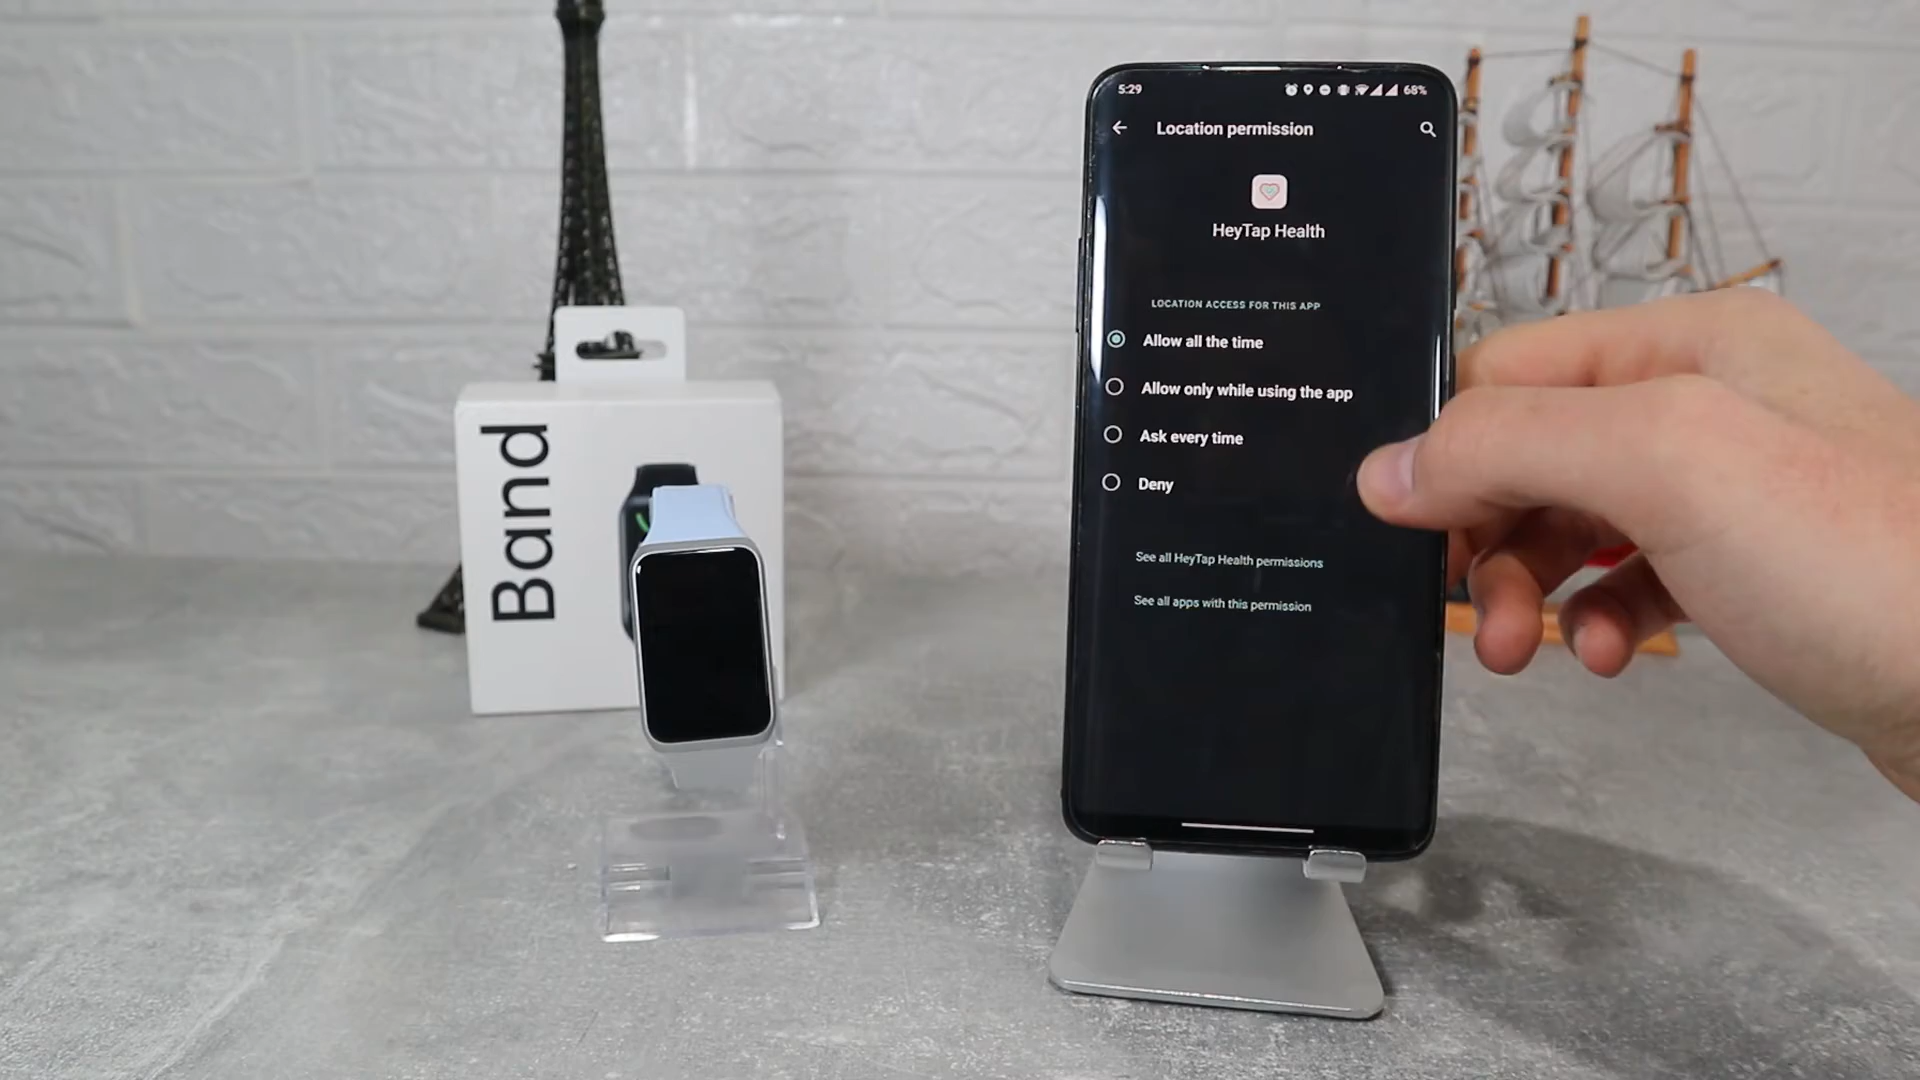 Band
5:29
68%
Location permission
HeyTap Health
LOCATION ACCESS FOR THIS APP
Allow all the time
Allow only while using the app
Ask every time
Deny
See all HeyTap Health permissions
See all apps with this permission